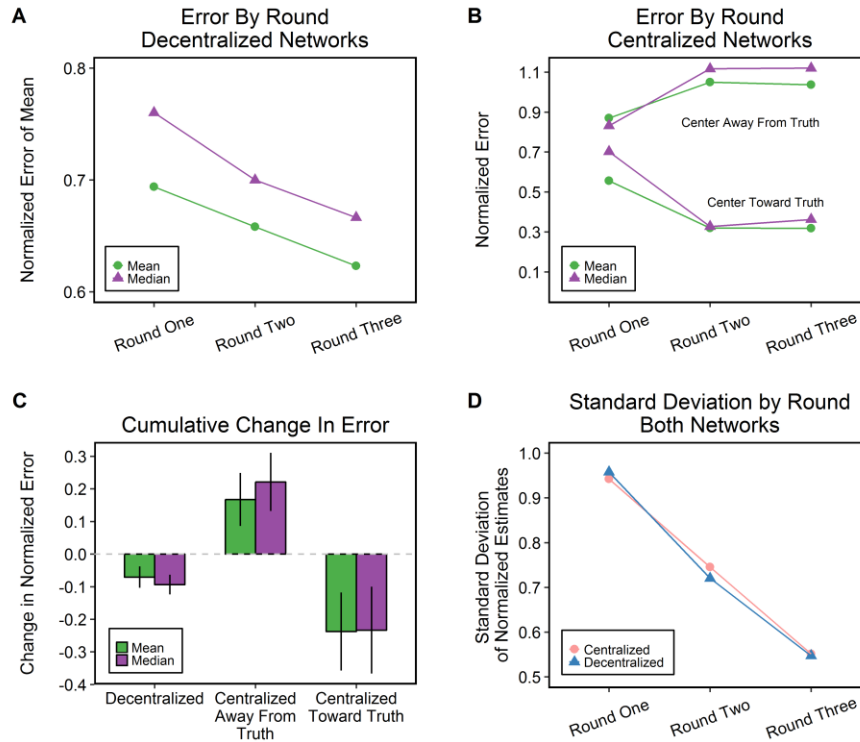 A
Error By Round
Decentralized Networks
Normalized Error of Mean
0.8
0.7
0.6
Mean
Median
Round One
Round Two
Round Three
B
Error By Round
Centralized Networks
Normalized Error
1.1
0.9
0.7
0.5
0.3
0.1
Center Away From Truth
Center Toward Truth
Mean
Median
Round One
Round Two
Round Three
C
Cumulative Change In Error
Change in Normalized Error
0.3
0.2
0.1
0.0
-0.1
-0.2
-0.3
-0.4
Mean
Median
Decentralized
Centralized
Away From
Truth
Centralized
Toward Truth
D
Standard Deviation by Round
Both Networks
Standard Deviation
of Normalized Estimates
1.0
0.9
0.8
0.7
0.6
0.5
Centralized
Decentralized
Round One
Round Two
Round Three